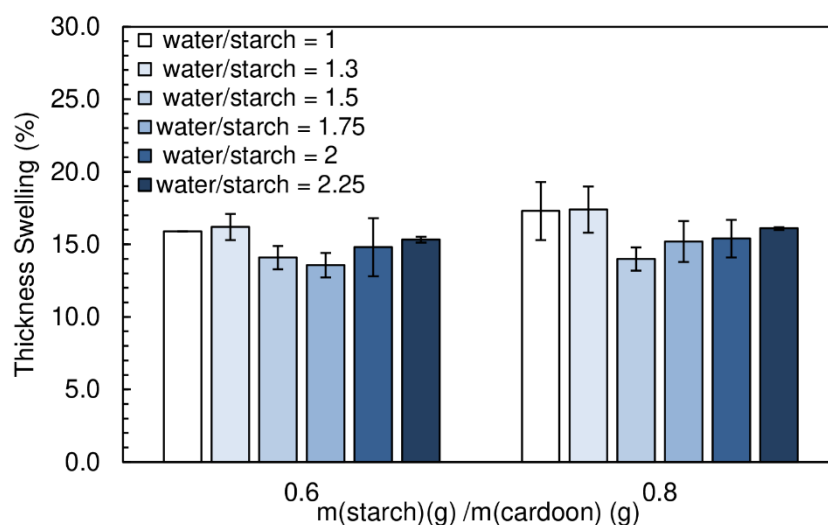 30.0
25.0
20.0
15.0
10.0
5.0
0.0
Thickness Swelling (%)
water/starch = 1
water/starch = 1.3
water/starch = 1.5
water/starch = 1.75
water/starch = 2
water/starch = 2.25
0.6 0.8
m(starch)(g) /m(cardoon) (g)